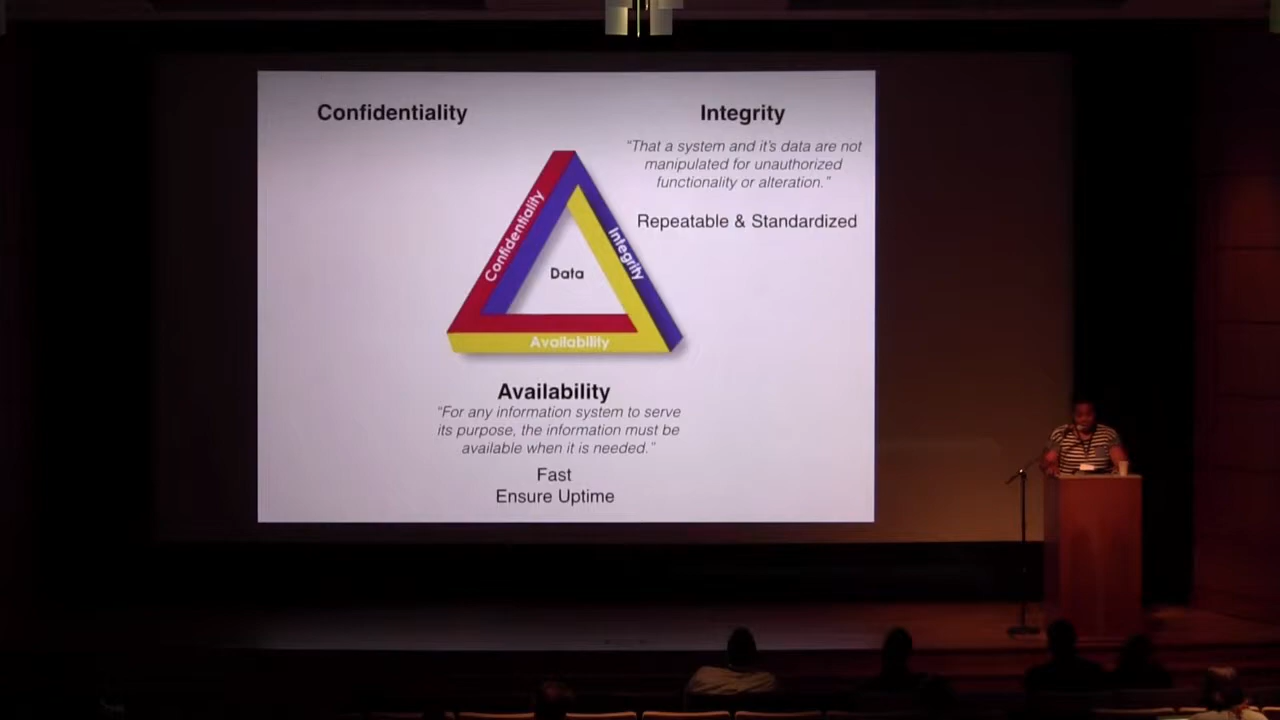 Confidentiality
Integrity
“That a system and it's data are not
manipulated for unauthorized
functionality or alteration.”
Repeatable & Standardized
Confidentiality
Integrity
Data
Availability
Availability
“For any information system to serve
its purpose, the information must be
available when it is needed.”
Fast
Ensure Uptime